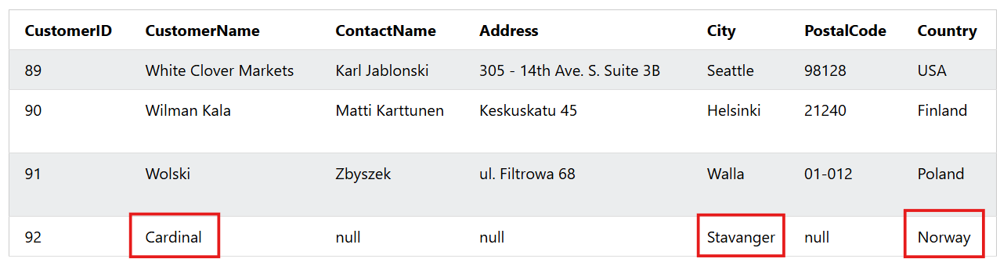 CustomerID CustomerName ContactName Address City PostalCode Country
89 White Clover Markets Karl Jablonski 305 - 14th Ave. S. Suite 3B Seattle 98128 USA
90 Wilman Kala Matti Karttunen Keskuskatu 45 Helsinki 21240 Finland
91 Wolski Zbyszek ul. Filtrowa 68 Walla 01-012 Poland
92 Cardinal null null Stavanger null Norway